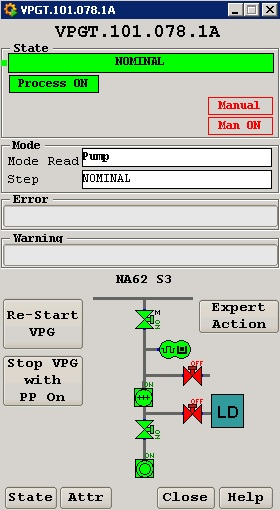 VPGT.101.078.1A
VPGT.101.078.1A
State
NOMINAL
Process ON
Manual
Man ON
Mode
Mode Read Pump
Step NOMINAL
Error
Warning
NA62 S3
Re-Start
VPG
Expert
Action
Stop VPG
with
PP On
M
ON
OFF
ON
OFF
LD
ON
State Attr Close Help